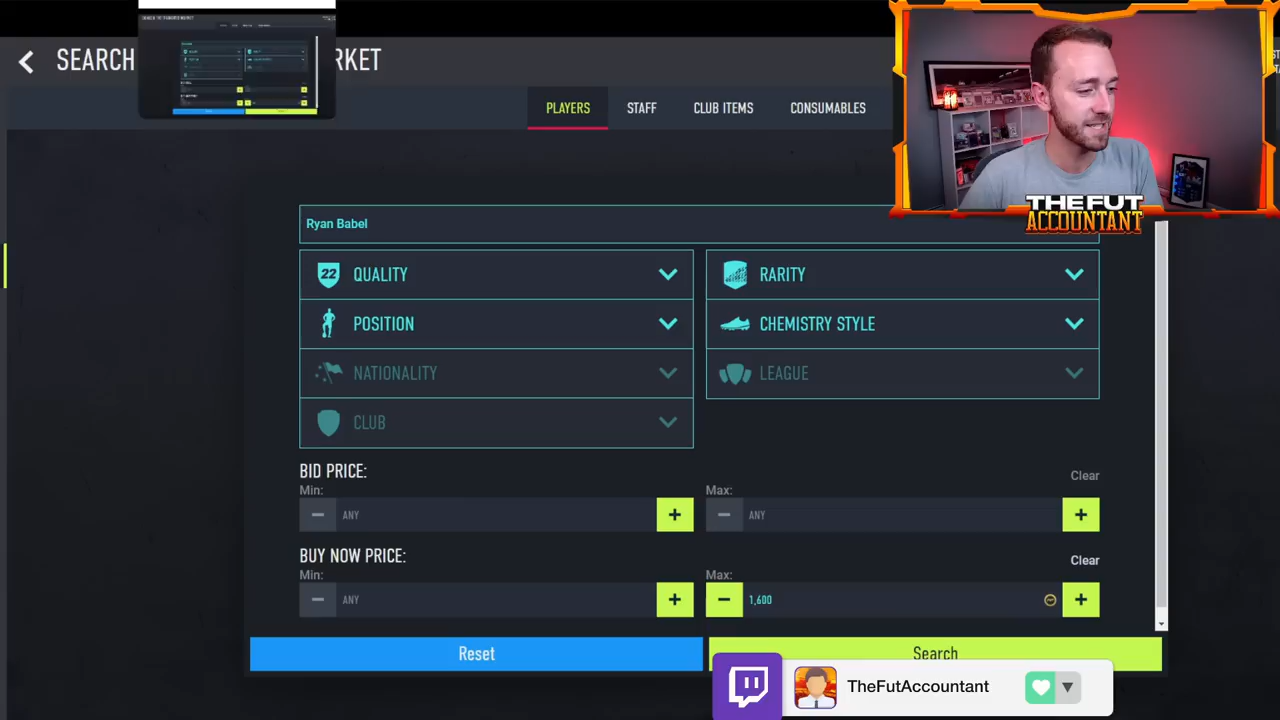 SEARCH
RKET
PLAYERS
STAFF
CLUB ITEMS
CONSUMABLES
THE FUT
ACCOUNTANT
Ryan Babel
22 QUALITY
RARITY
POSITION
CHEMISTRY STYLE
NATIONALITY
LEAGUE
CLUB
BID PRICE:
Clear
Min:
Max:
ANY
ANY
BUY NOW PRICE:
Clear
Min:
Max:
ANY
1,600
Reset
Search
TheFutAccountant